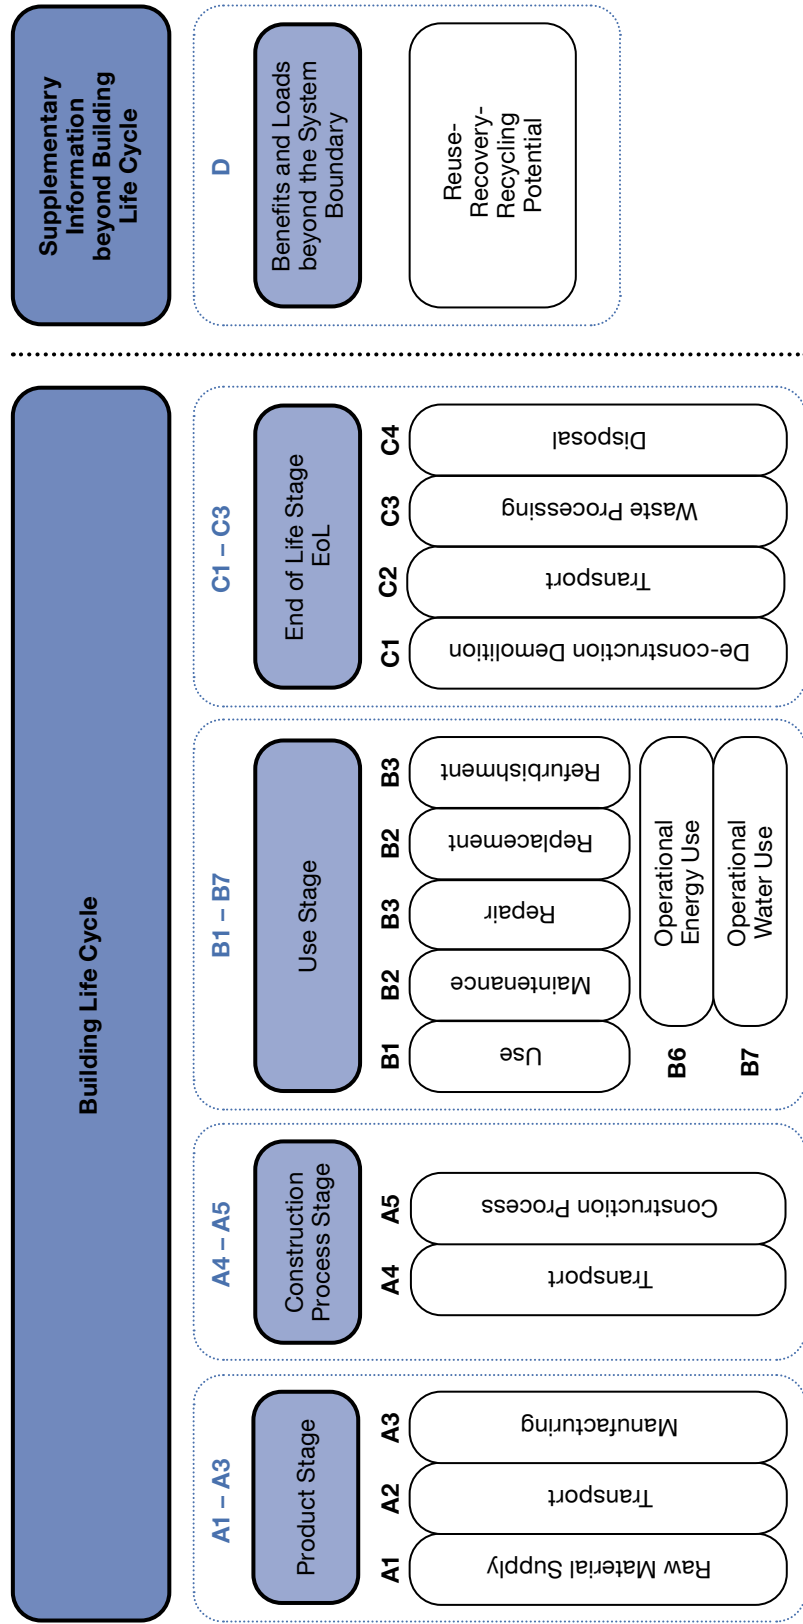 Building Life Cycle
Supplementary
Information
beyond Building
Life Cycle
A1 – A3
Product Stage
A1
Raw Material Supply
A2
Transport
A3
Manufacturing
A4 – A5
Construction
Process Stage
A4
Transport
A5
Construction Process
B1 – B7
Use Stage
B1
Use
B2
Maintenance
B3
Repair
B2
Replacement
B3
Refurbishment
B6
Operational
Energy Use
B7
Operational
Water Use
C1 – C3
End of Life Stage
EoL
C1
De-construction Demolition
C2
Transport
C3
Waste Processing
C4
Disposal
D
Benefits and Loads
beyond the System
Boundary
Reuse-
Recovery-
Recycling
Potential